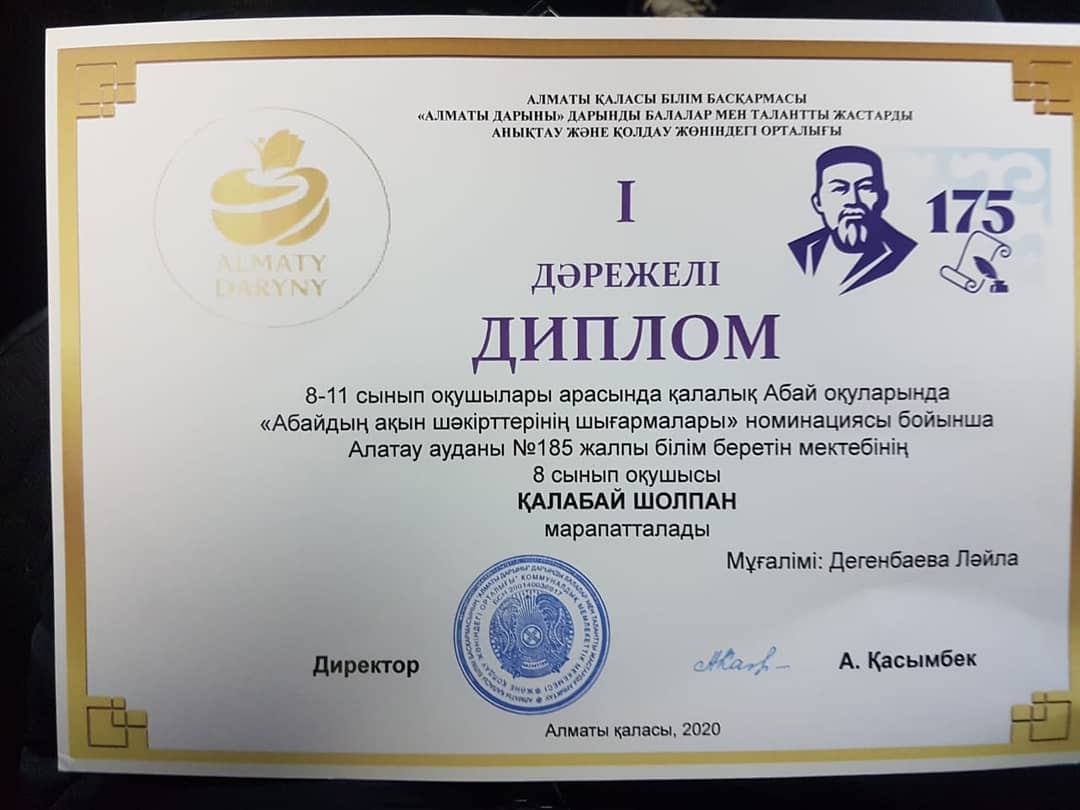 АЛМАТЫ ҚАЛАСЫ БІЛІМ БАСҚАРМАСЫ
«АЛМАТЫ ДАРЫНЫ» ДАРЫНДЫ БАЛАЛАР МЕН ТАЛАНТТЫ ЖАСТАРДЫ
АНЫҚТАУ ЖӘНЕ ҚОЛДАУ ЖӨНІНДЕГІ ОРТАЛЫҒЫ
ALMATY
DARYNY
I
175
ДӘРЕЖЕЛІ
ДИПЛОМ
8-11 сынып оқушылары арасында қалалық Абай оқуларында
«Абайдың ақын шәкірттерінің шығармалары» номинациясы бойынша
Алатау ауданы №185 жалпы білім беретін мектебінің
8 сынып оқушысы
ҚАЛАБАЙ ШОЛПАН
марапатталады
Мұғалімі: Дегенбаева Ләйла
Директор
А. Қасымбек
Алматы қаласы, 2020